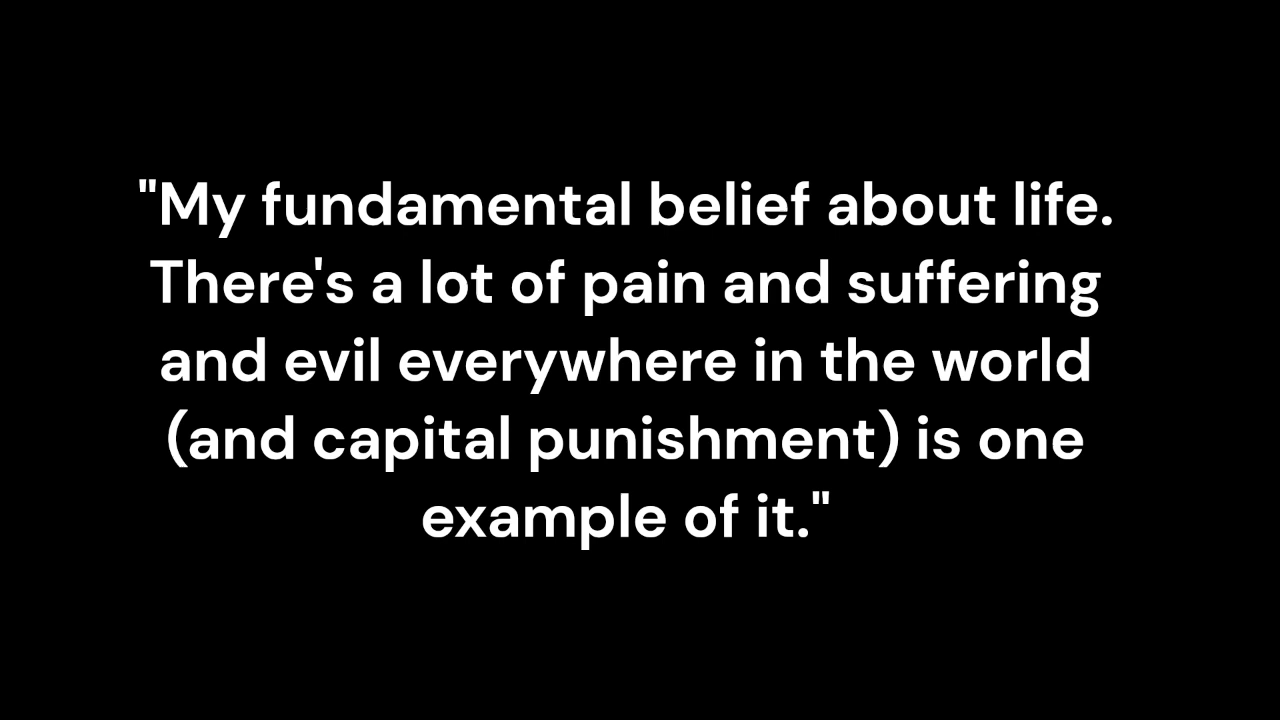 "My fundamental belief about life.
There's a lot of pain and suffering
and evil everywhere in the world
(and capital punishment) is one
example of it."